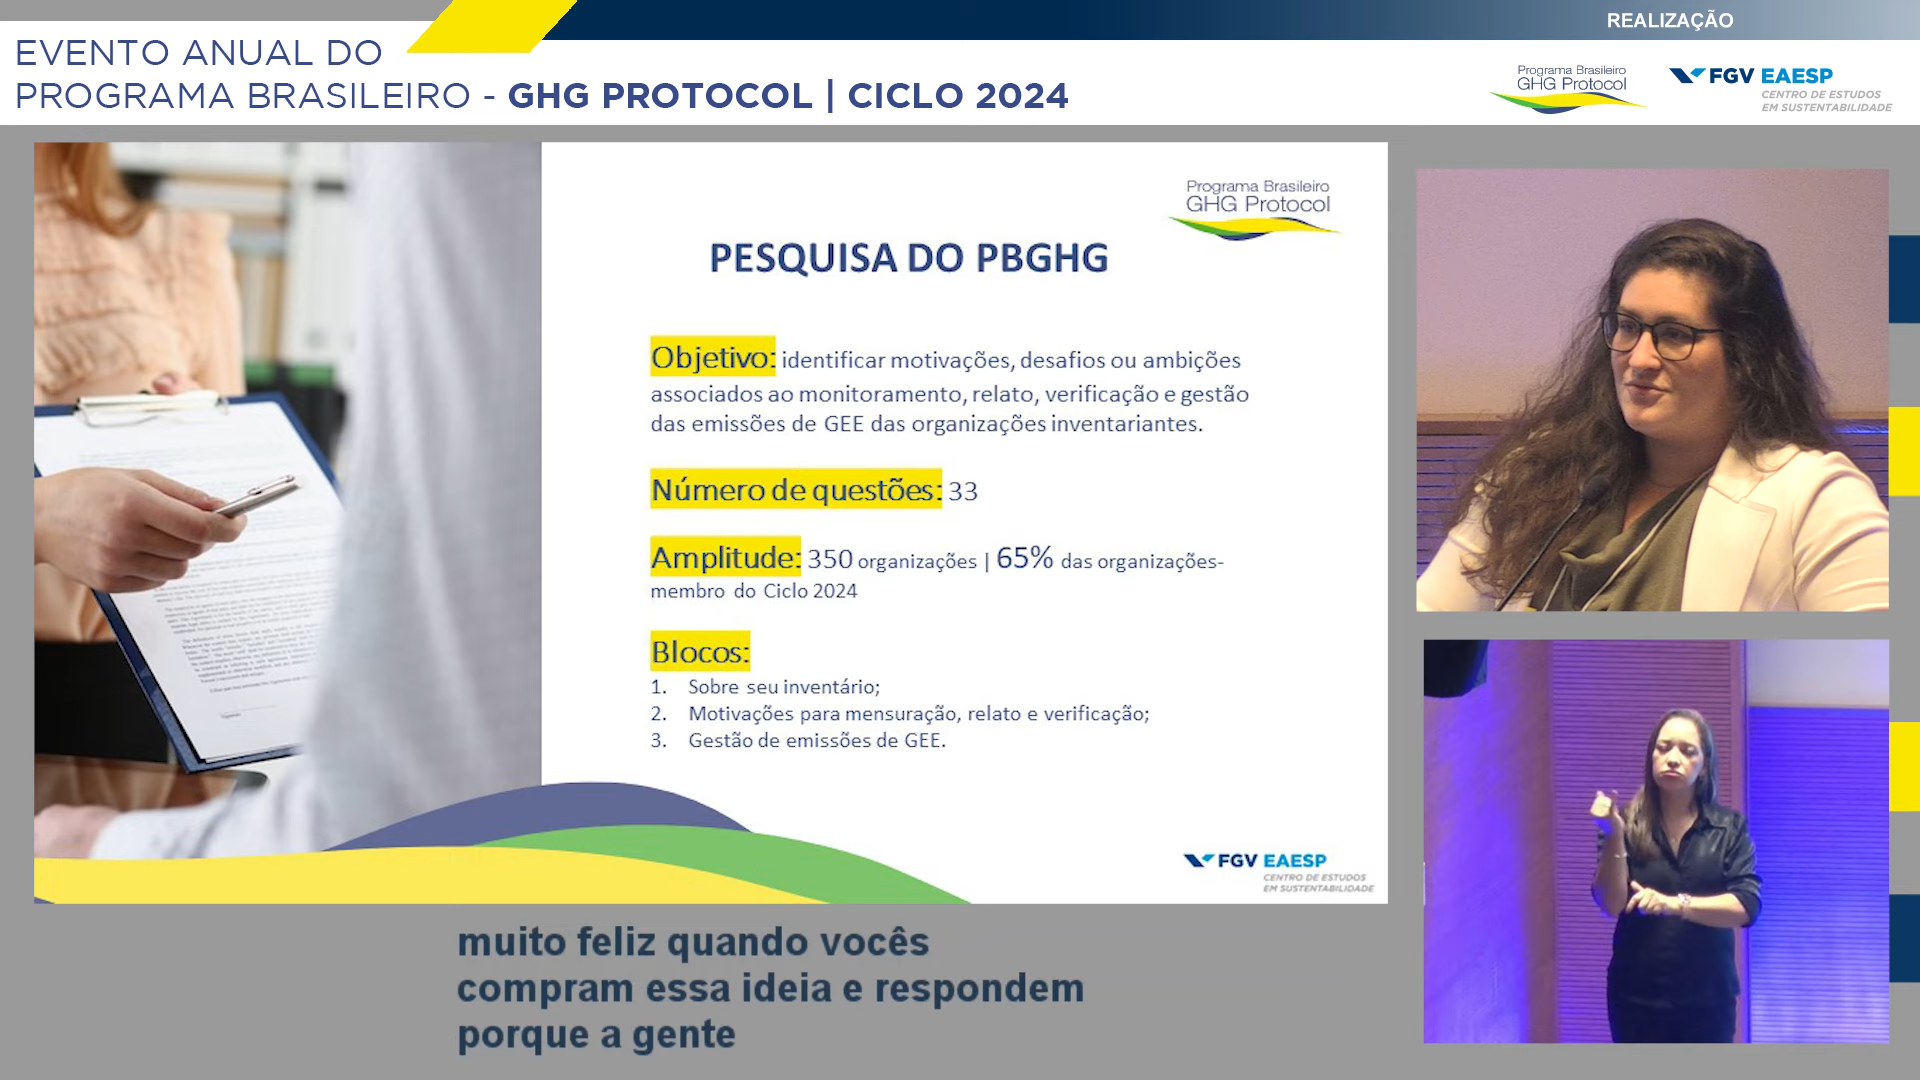 REALIZAÇÃO
EVENTO ANUAL DO
PROGRAMA BRASILEIRO - GHG PROTOCOL | CICLO 2024
Programa Brasileiro
GHG Protocol
FGV EAESP
CENTRO DE ESTUDOS
EM SUSTENTABILIDADE
Programa Brasileiro
GHG Protocol
PESQUISA DO PBGHG
Objetivo: identificar motivações, desafios ou ambições
associados ao monitoramento, relato, verificação e gestão
das emissões de GEE das organizações inventariantes.
Número de questões: 33
Amplitude: 350 organizações | 65% das organizações-
membro do Ciclo 2024
Blocos:
1. Sobre seu inventário;
2. Motivações para mensuração, relato e verificação;
3. Gestão de emissões de GEE.
FGV EAESP
CENTRO DE ESTUDOS
EM SUSTENTABILIDADE
muito feliz quando vocês
compram essa ideia e respondem
porque a gente